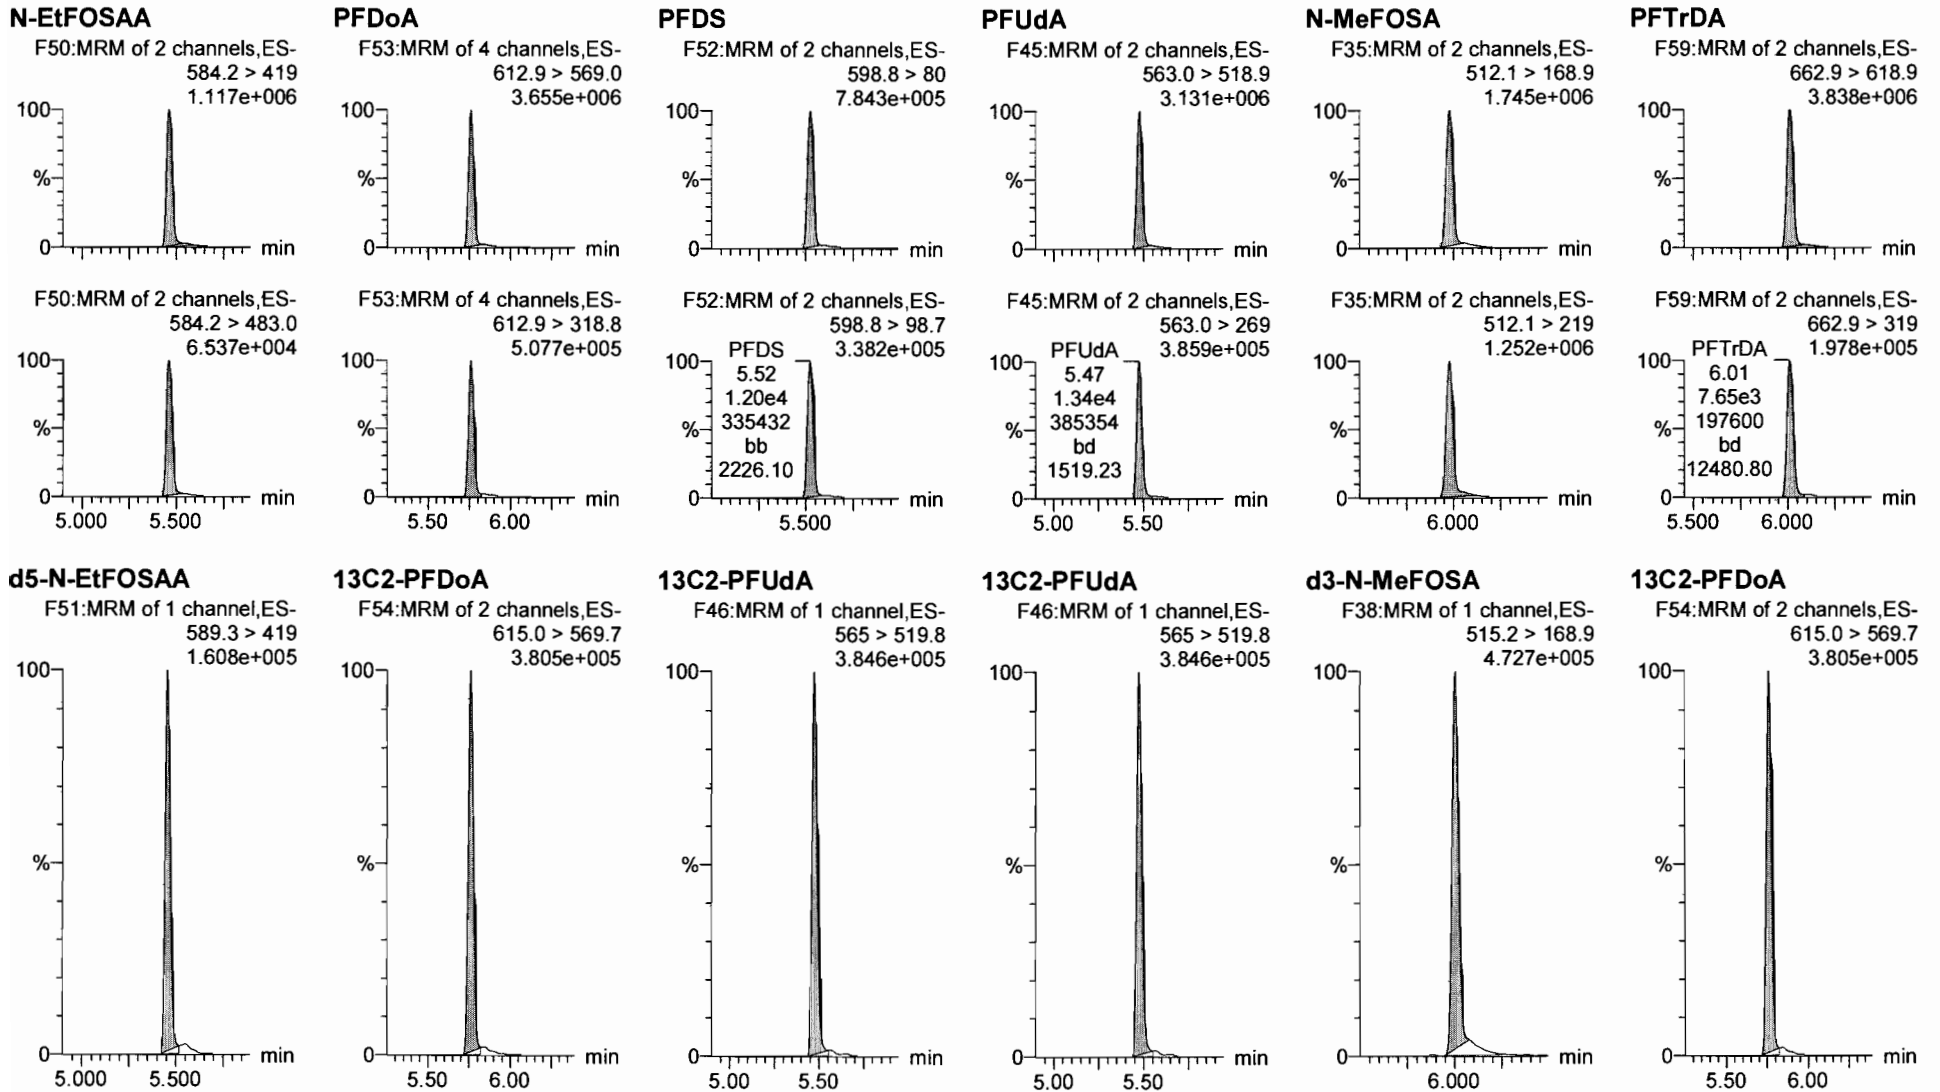 N-EtFOSAA
F50:MRM of 2 channels,ES-
584.2 > 419
1.117e+006
100
%
0
min
F50:MRM of 2 channels,ES-
584.2 > 483.0
6.537e+004
100
%
0
min
5.000 5.500
PFDoA
F53:MRM of 4 channels,ES-
612.9 > 569.0
3.655e+006
100
%
0
min
F53:MRM of 4 channels,ES-
612.9 > 318.8
5.077e+005
100
%
0
min
5.50 6.00
PFDS
F52:MRM of 2 channels,ES-
598.8 > 80
7.843e+005
100
%
0
min
F52:MRM of 2 channels,ES-
598.8 > 98.7
3.382e+005
PFDS
5.52
1.20e4
335432
bb
2226.10
100
%
0
min
5.500
PFUdA
F45:MRM of 2 channels,ES-
563.0 > 518.9
3.131e+006
100
%
0
min
F45:MRM of 2 channels,ES-
563.0 > 269
3.859e+005
PFUdA
5.47
1.34e4
385354
bd
1519.23
100
%
0
min
5.00 5.50
N-MeFOSA
F35:MRM of 2 channels,ES-
512.1 > 168.9
1.745e+006
100
%
0
min
F35:MRM of 2 channels,ES-
512.1 > 219
1.252e+006
100
%
0
min
6.000
PFTrDA
F59:MRM of 2 channels,ES-
662.9 > 618.9
3.838e+006
100
%
0
min
F59:MRM of 2 channels,ES-
662.9 > 319
1.978e+005
PFTrDA
6.01
7.65e3
197600
bd
12480.80
100
%
0
min
5.500 6.000
d5-N-EtFOSAA
F51:MRM of 1 channel,ES-
589.3 > 419
1.608e+005
100
%
0
min
5.000 5.500
13C2-PFDoA
F54:MRM of 2 channels,ES-
615.0 > 569.7
3.805e+005
100
%
0
min
5.50 6.00
13C2-PFUdA
F46:MRM of 1 channel,ES-
565 > 519.8
3.846e+005
100
%
0
min
5.00 5.50
13C2-PFUdA
F46:MRM of 1 channel,ES-
565 > 519.8
3.846e+005
100
%
0
min
5.00 5.50
d3-N-MeFOSA
F38:MRM of 1 channel,ES-
515.2 > 168.9
4.727e+005
100
%
0
min
6.000
13C2-PFDoA
F54:MRM of 2 channels,ES-
615.0 > 569.7
3.805e+005
100
%
0
min
5.50 6.00